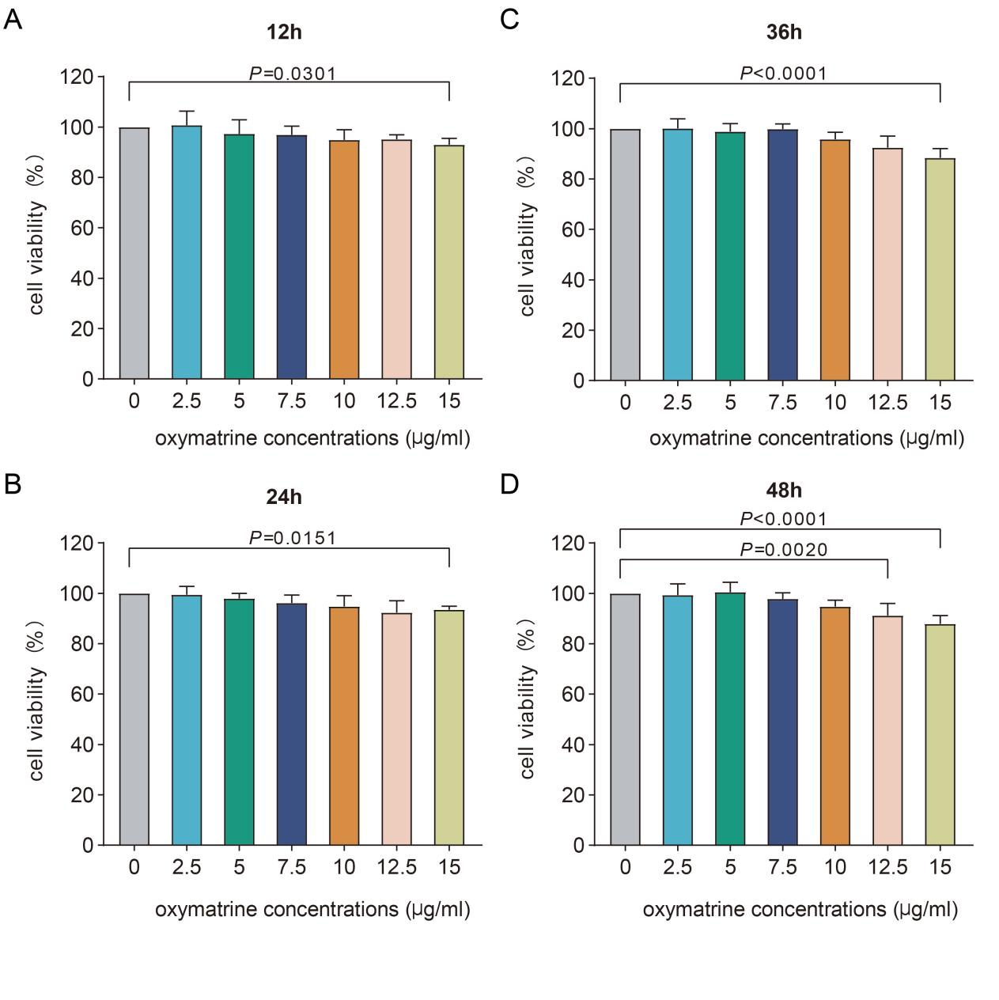 A
12h
P=0.0301
120
100
80
60
40
20
0
cell viability (%)
0 2.5 5 7.5 10 12.5 15
oxymatrine concentrations (μg/ml)
C
36h
P<0.0001
120
100
80
60
40
20
0
cell viability (%)
0 2.5 5 7.5 10 12.5 15
oxymatrine concentrations (μg/ml)
B
24h
P=0.0151
120
100
80
60
40
20
0
cell viability (%)
0 2.5 5 7.5 10 12.5 15
oxymatrine concentrations (μg/ml)
D
48h
P<0.0001
P=0.0020
120
100
80
60
40
20
0
cell viability (%)
0 2.5 5 7.5 10 12.5 15
oxymatrine concentrations (μg/ml)